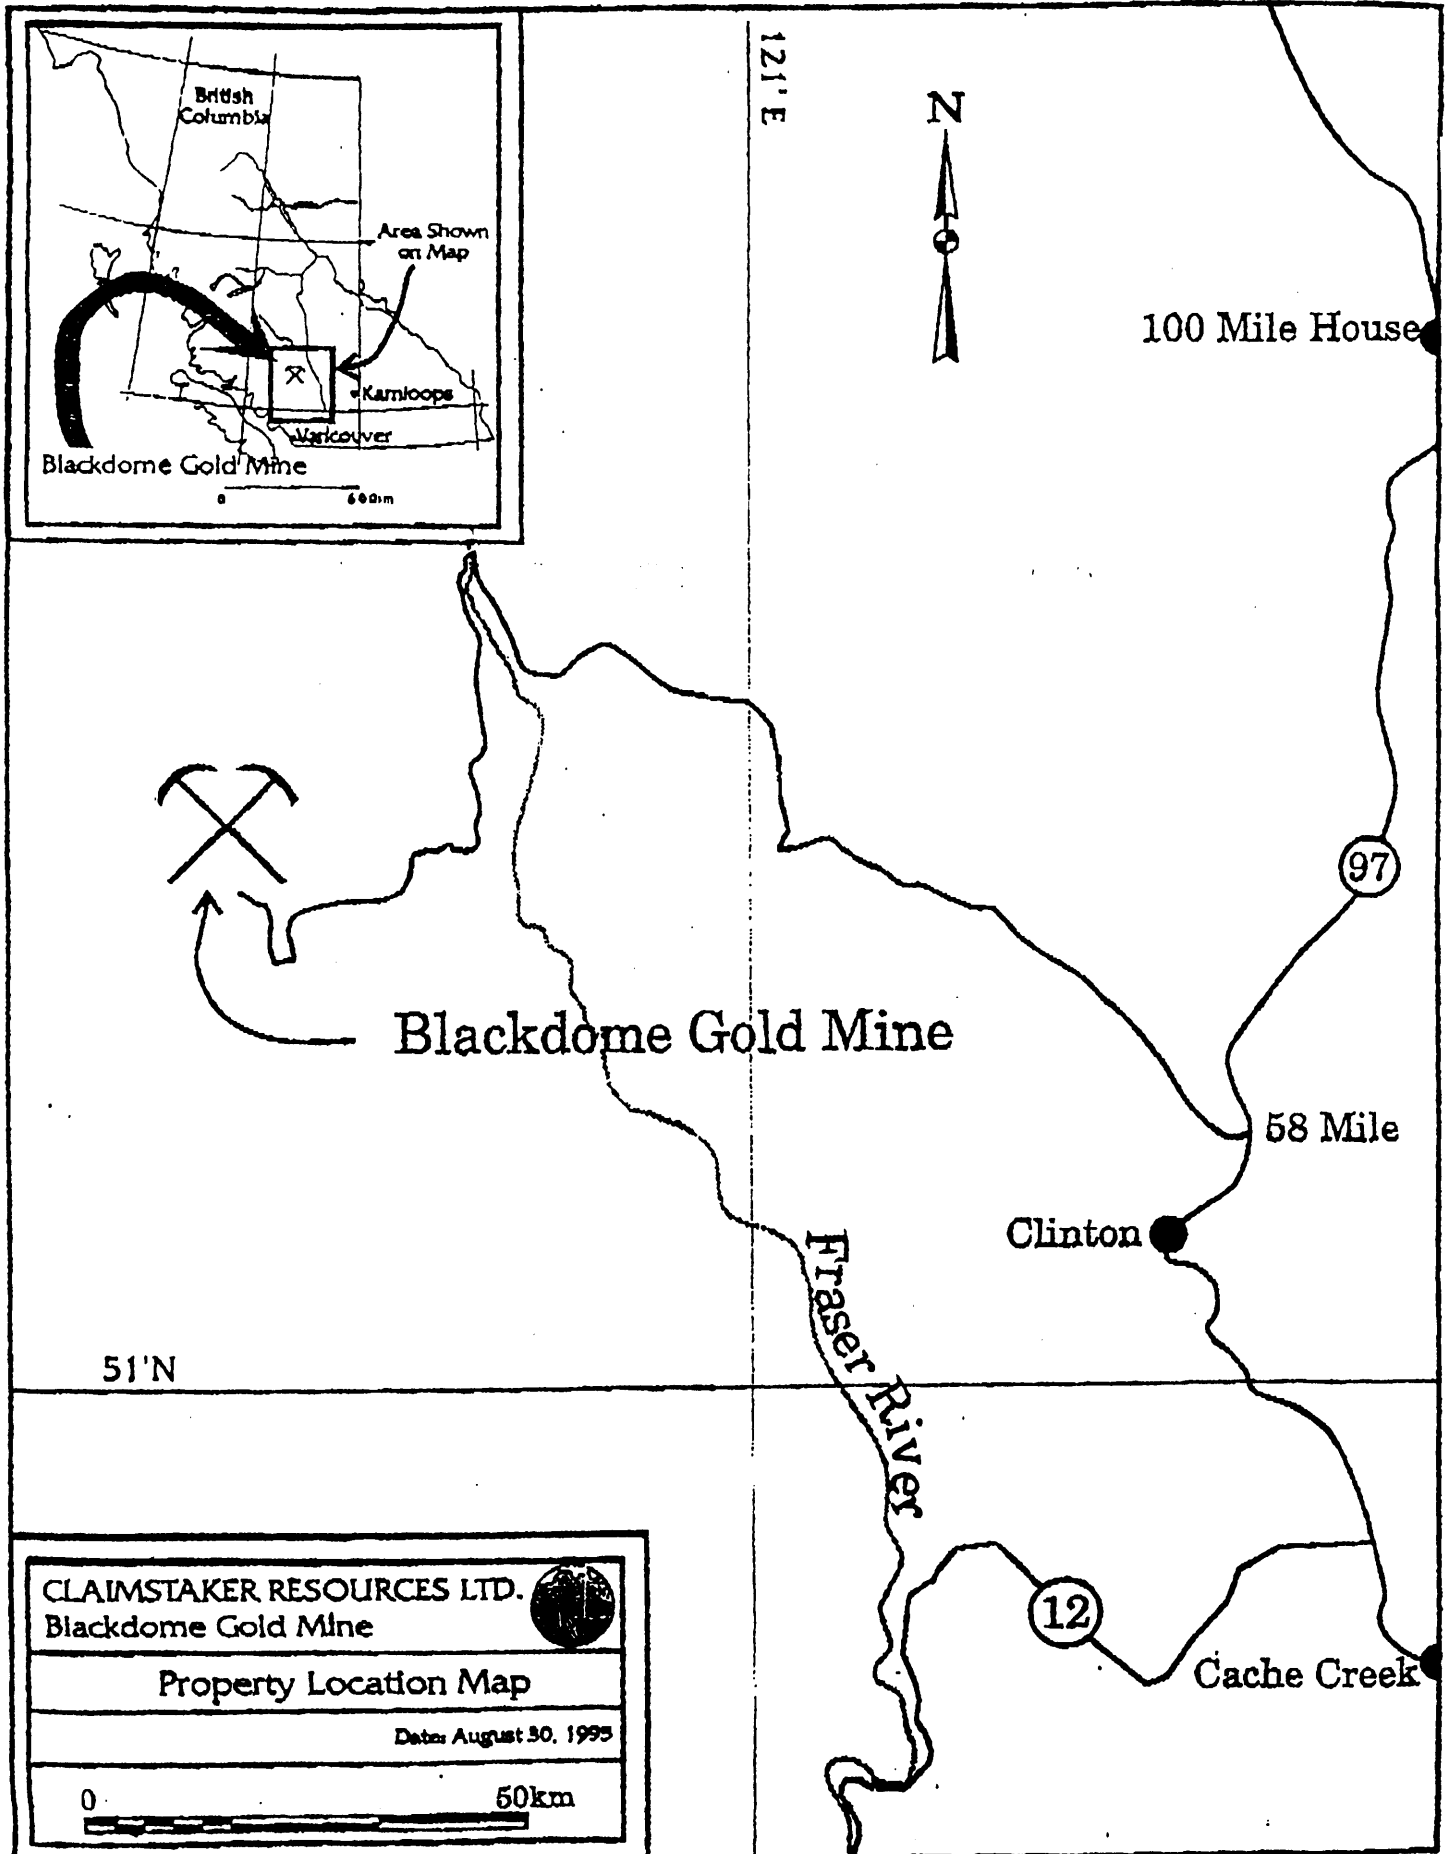 British
Columbia
Area Shown
on Map
Kamloops
Vancouver
Blackdome Gold Mine
0
121'E
N
100 Mile House
97
Blackdome Gold Mine
58 Mile
Clinton
Fraser River
51'N
12
Cache Creek
CLAIMSTAKER RESOURCES LTD.
Blackdome Gold Mine
Property Location Map
Date: August 30, 1995
0 50km